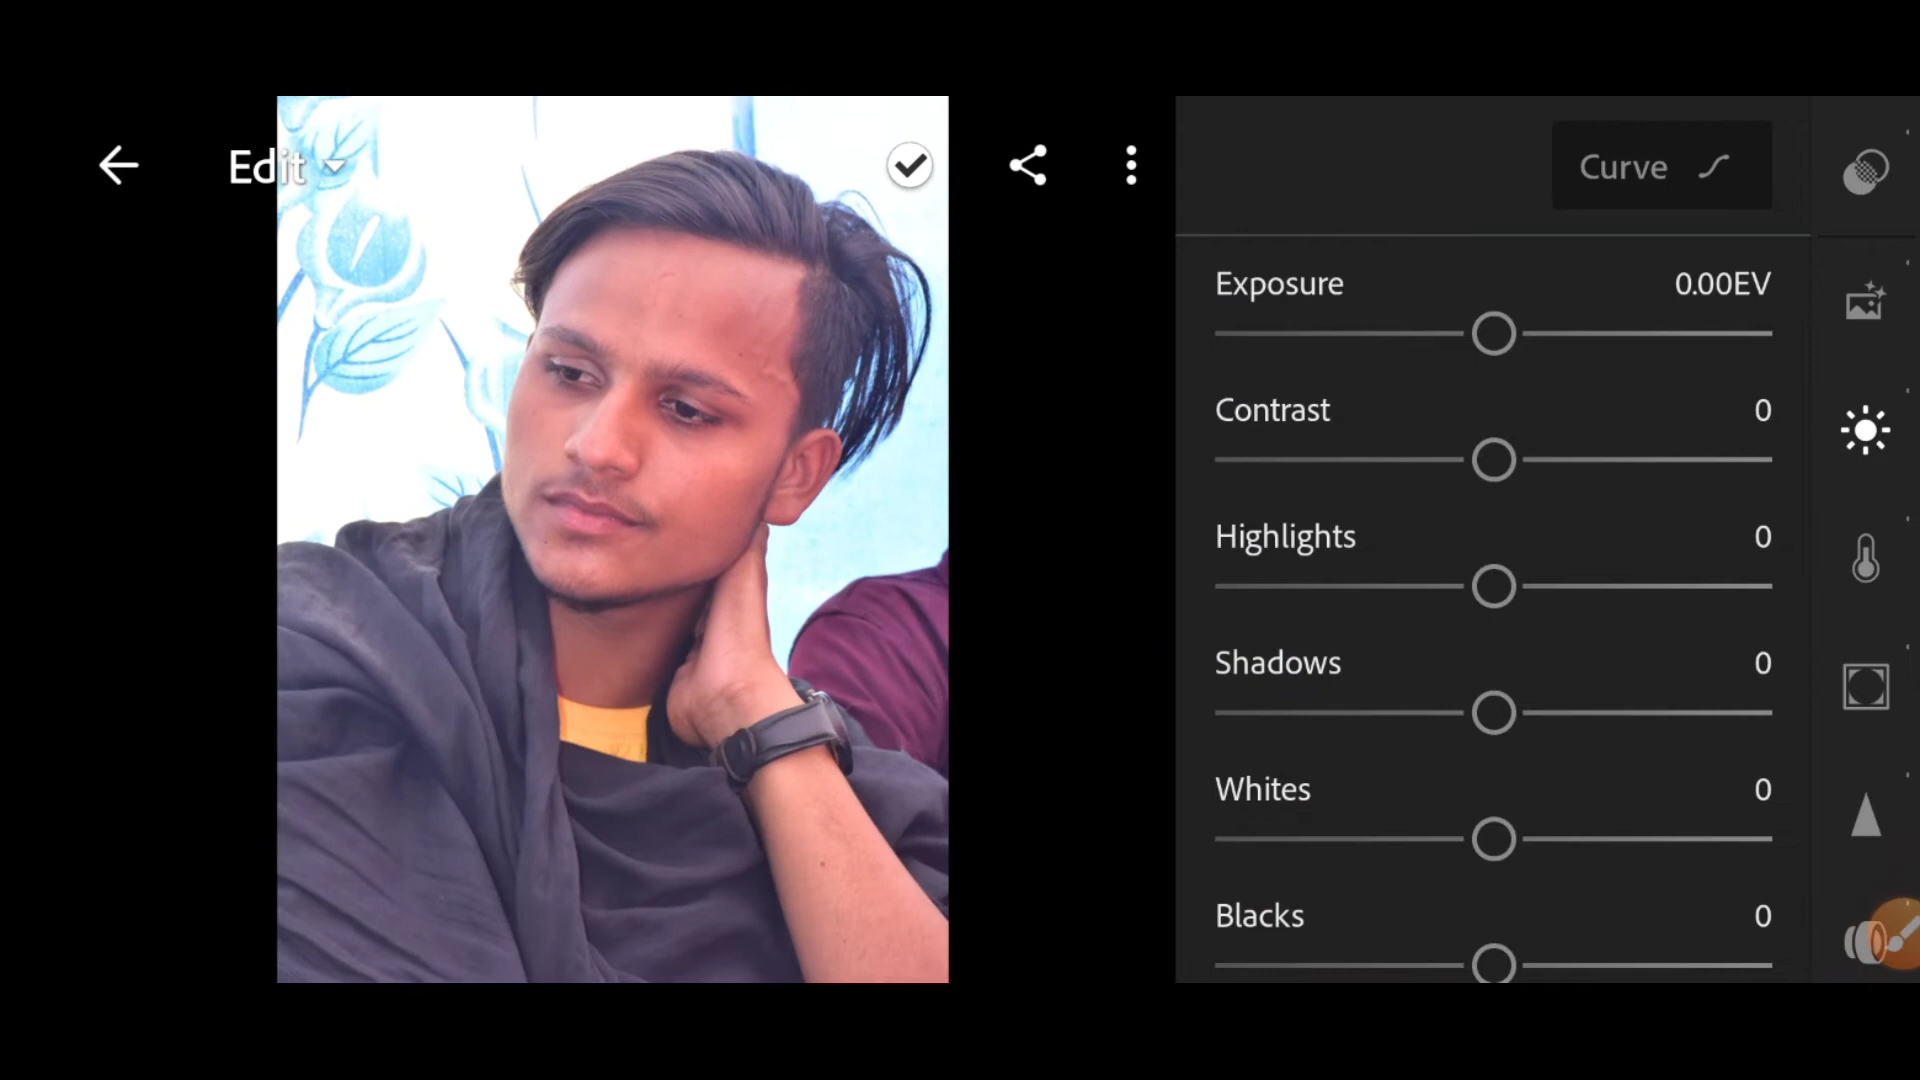 Edit
Curve
Exposure 0.00EV
Contrast 0
Highlights 0
Shadows 0
Whites 0
Blacks 0